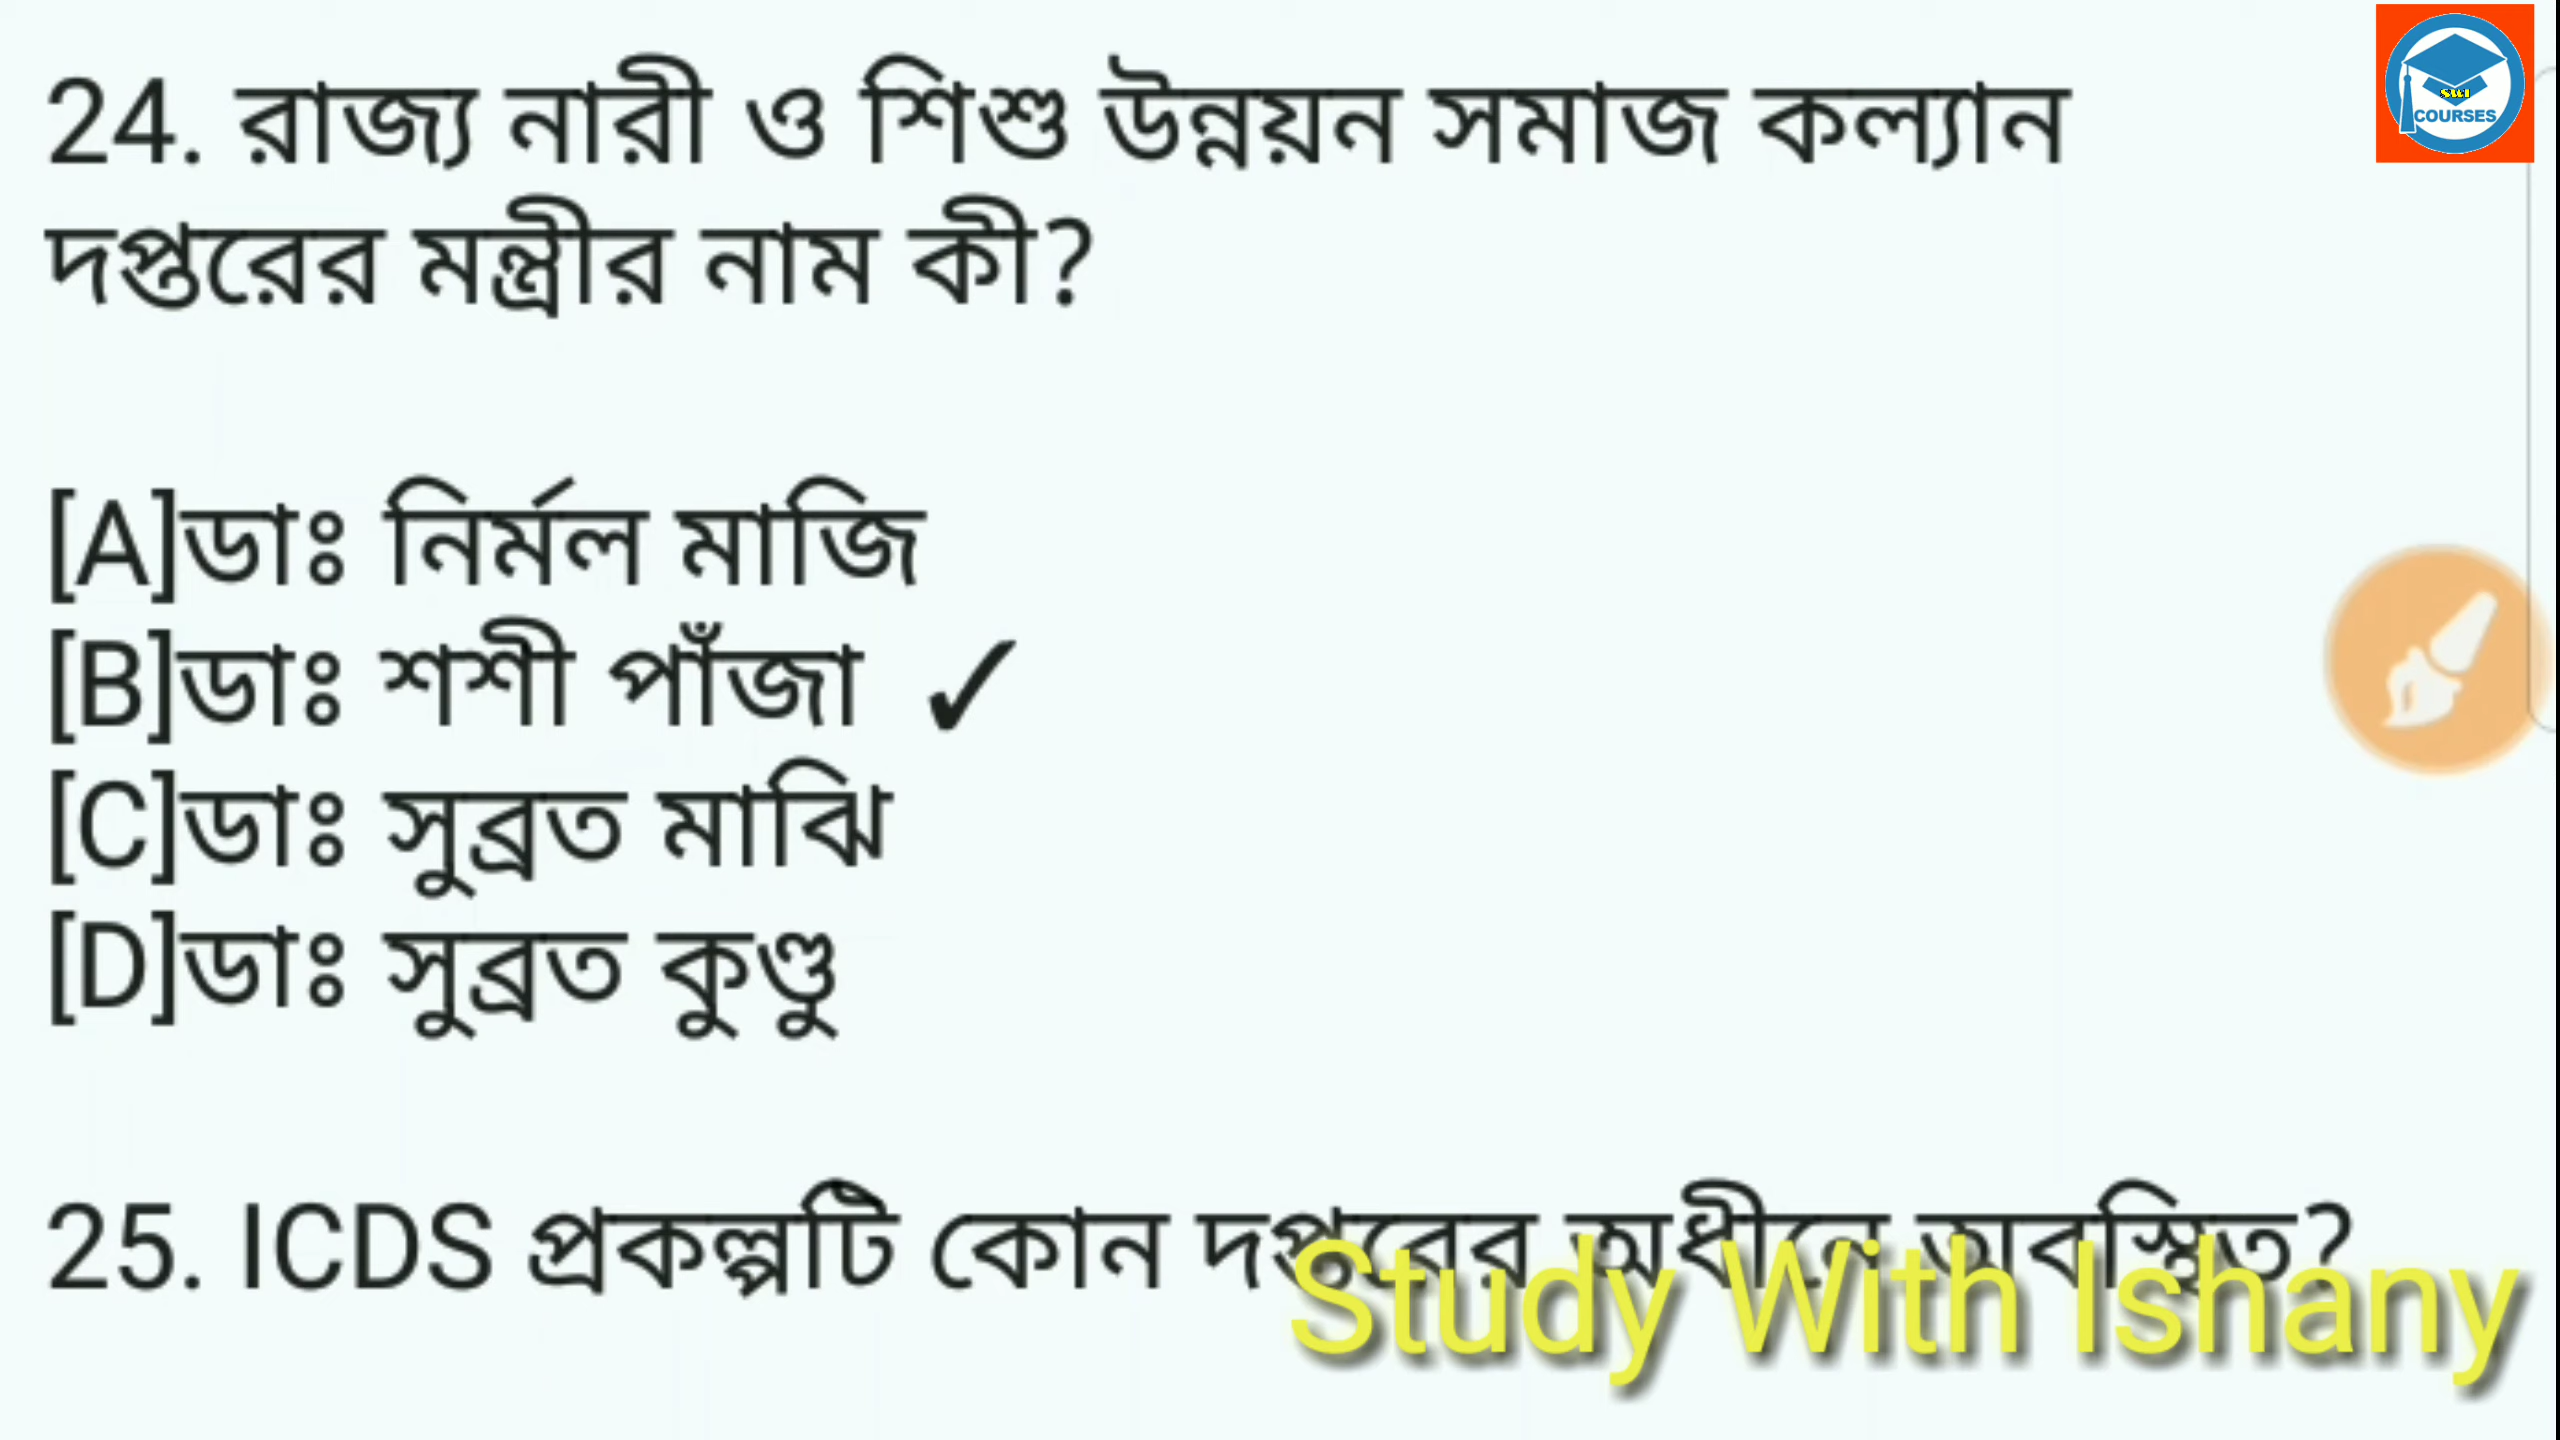 24. রাজ্য নারী ও শিশু উন্নয়ন সমাজ কল্যান
দপ্তরের মন্ত্রীর নাম কী?
[A]ডাঃ নির্মল মাজি
[B]ডাঃ শশী পাঁজা ✓
[C]ডাঃ সুব্রত মাঝি
[D]ডাঃ সুব্রত কুণ্ডু
25. ICDS প্রকল্পটি কোন দপ্তরের অধীনে অবস্থিত?
Study With Ishany
SWI
COURSES